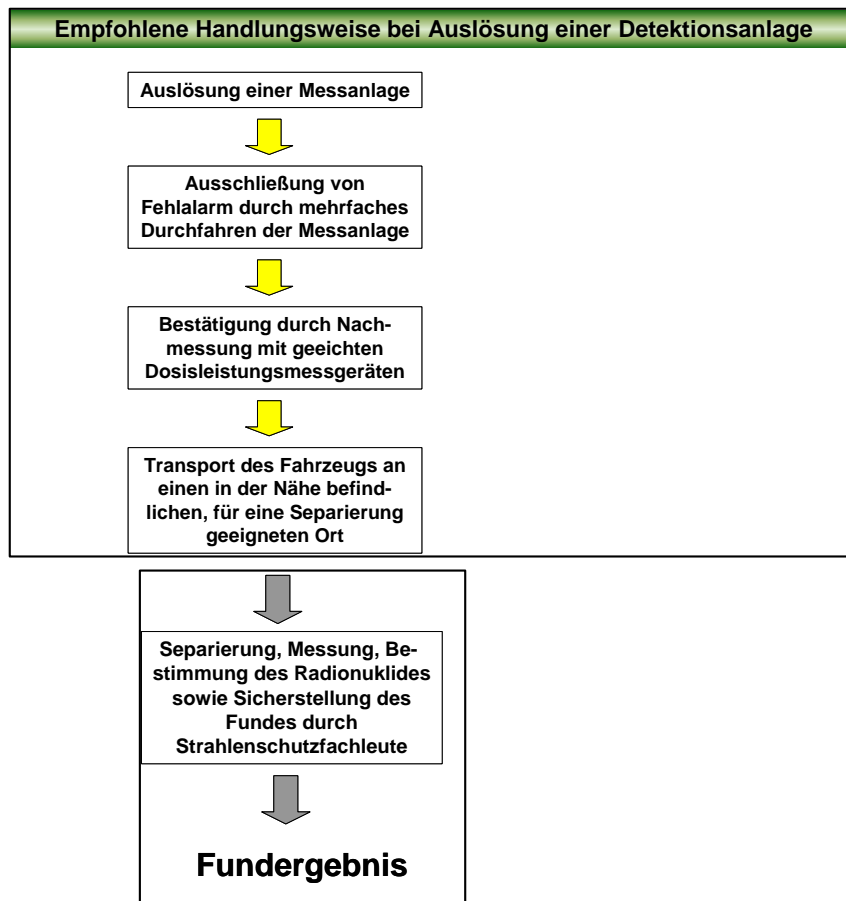 Empfohlene Handlungsweise bei Auslösung einer Detektionsanlage
Auslösung einer Messanlage
Ausschließung von
Fehlalarm durch mehrfaches
Durchfahren der Messanlage
Bestätigung durch Nach-
messung mit geeichten
Dosisleistungsmessgeräten
Transport des Fahrzeugs an
einen in der Nähe befind-
lichen, für eine Separierung
geeigneten Ort
Separierung, Messung, Be-
stimmung des Radionuklides
sowie Sicherstellung des
Fundes durch
Strahlenschutzfachleute
Fundergebnis